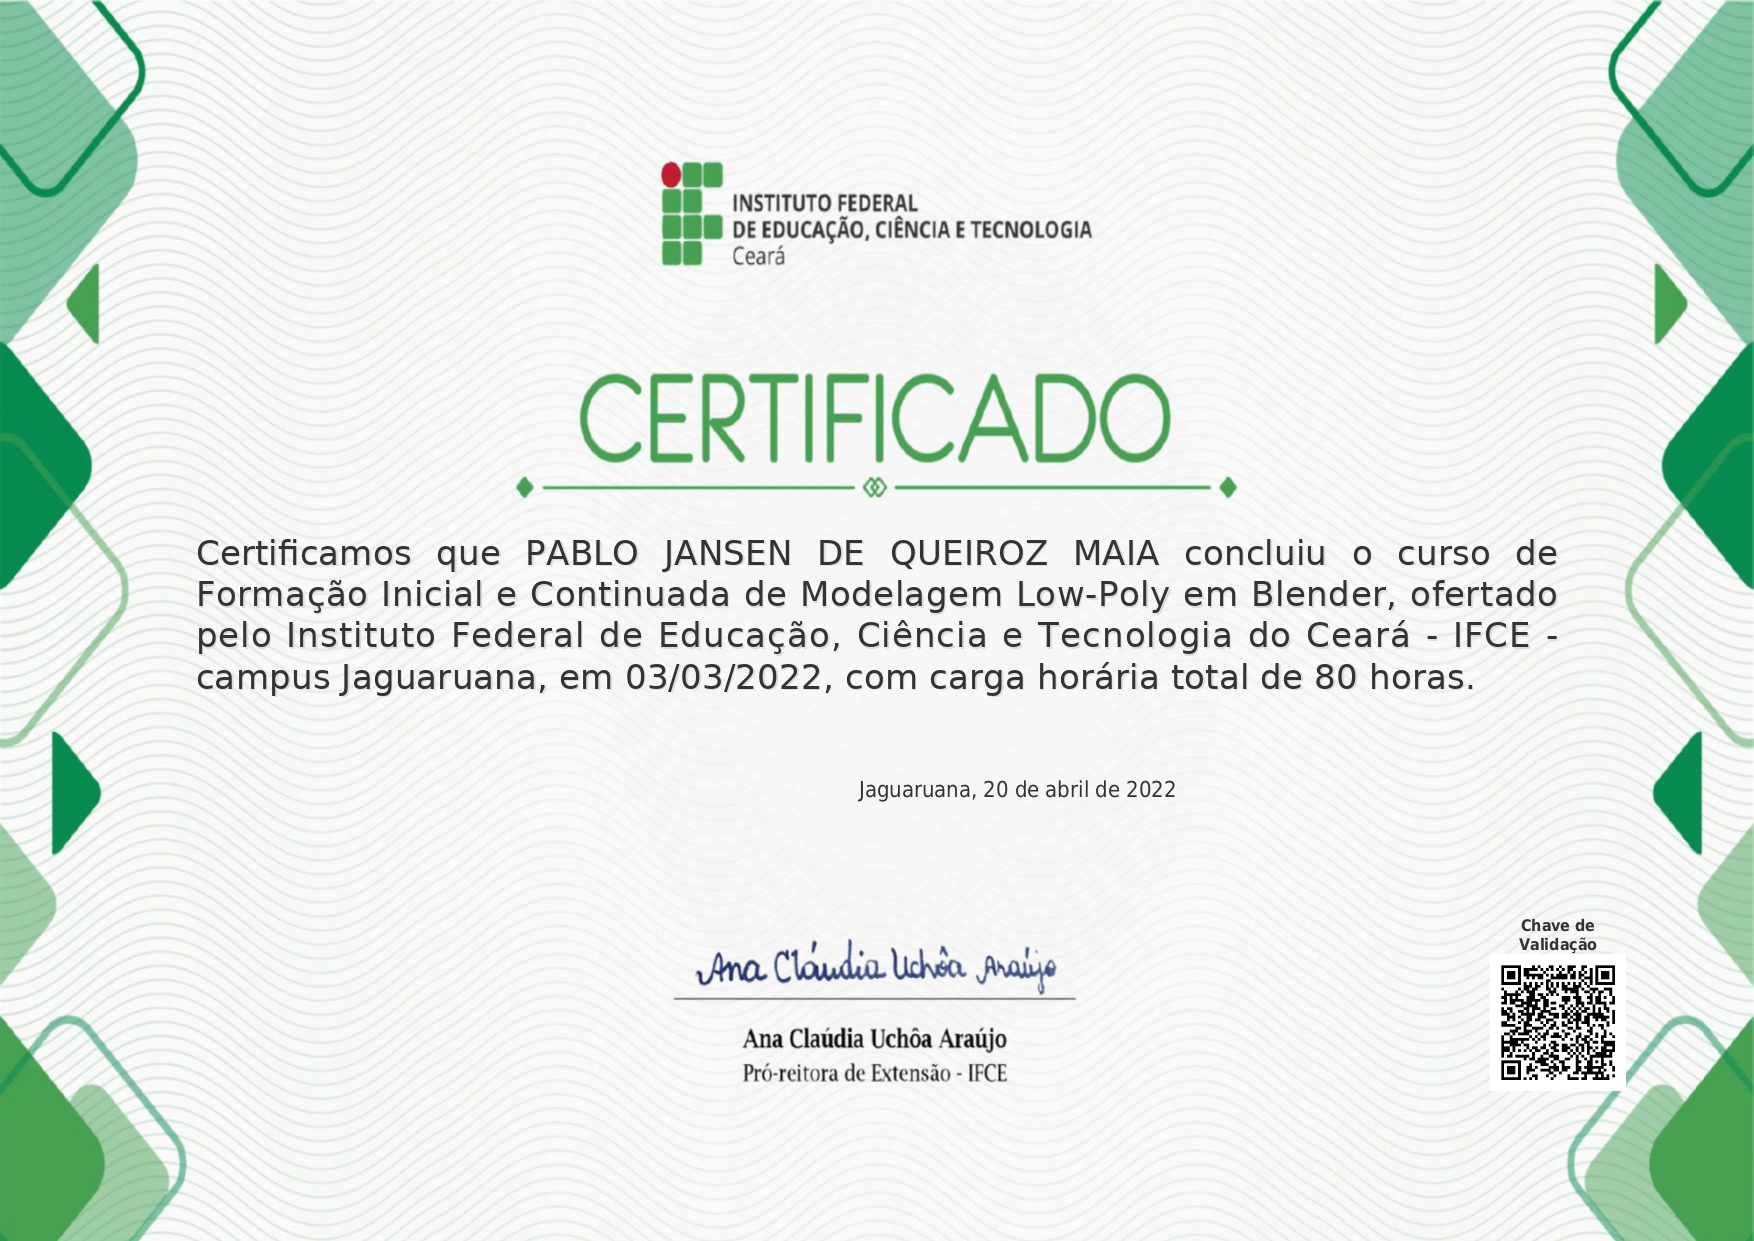 INSTITUTO FEDERAL
DE EDUCAÇÃO, CIÊNCIA E TECNOLOGIA
Ceará
CERTIFICADO
Certificamos que PABLO JANSEN DE QUEIROZ MAIA concluiu o curso de
Formação Inicial e Continuada de Modelagem Low-Poly em Blender, ofertado
pelo Instituto Federal de Educação, Ciência e Tecnologia do Ceará - IFCE -
campus Jaguaruana, em 03/03/2022, com carga horária total de 80 horas.
Jaguaruana, 20 de abril de 2022
Chave de
Validação
Ana Cláudia Uchôa Araújo
Ana Claúdia Uchôa Araújo
Pró-reitora de Extensão - IFCE